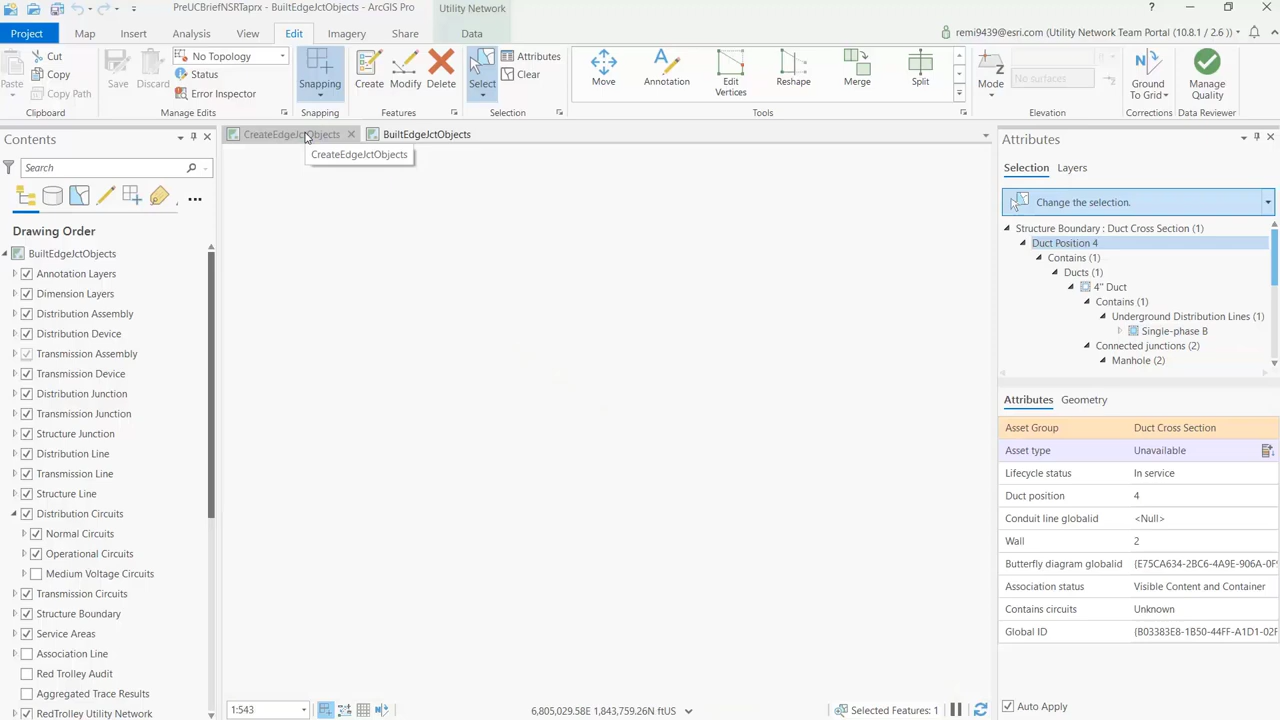 PreUCBriefNSRTaprx - BuiltEdgeJctObjects - ArcGIS Pro
Utility Network
?
Project
Map
Insert
Analysis
View
Edit
Imagery
Share
Data
remi9439@esri.com (Utility Network Team Portal (10.8.1 / 2.6))
Paste
Cut
Copy
Copy Path
Clipboard
Save
Discard
No Topology
Status
Error Inspector
Manage Edits
Snapping
Snapping
Create
Modify
Delete
Features
Select
Attributes
Clear
Selection
Move
Annotation
Edit
Vertices
Reshape
Merge
Split
Tools
Mode
No surfaces
Elevation
Ground
To Grid
Corrections
Manage
Quality
Data Reviewer
Contents
Search
Drawing Order
BuiltEdgeJctObjects
Annotation Layers
Dimension Layers
Distribution Assembly
Distribution Device
Transmission Assembly
Transmission Device
Distribution Junction
Transmission Junction
Structure Junction
Distribution Line
Transmission Line
Structure Line
Distribution Circuits
Normal Circuits
Operational Circuits
Medium Voltage Circuits
Transmission Circuits
Structure Boundary
Service Areas
Association Line
Red Trolley Audit
Aggregated Trace Results
RedTrolley Utility Network
CreateEdgeJctObjects
BuiltEdgeJctObjects
CreateEdgeJctObjects
1:543
6,805,029.58E 1,843,759.26N ftUS
Selected Features: 1
Attributes
Selection
Layers
Change the selection.
Structure Boundary : Duct Cross Section (1)
Duct Position 4
Contains (1)
Ducts (1)
4" Duct
Contains (1)
Underground Distribution Lines (1)
Single-phase B
Connected junctions (2)
Manhole (2)
Attributes
Geometry
Asset Group Duct Cross Section
Asset type Unavailable
Lifecycle status In service
Duct position 4
Conduit line globalid <Null>
Wall 2
Butterfly diagram globalid {E75CA634-2BC6-4A9E-906A-0F9
Association status Visible Content and Container
Contains circuits Unknown
Global ID {B03383E8-1B50-44FF-A1D1-02F
Auto Apply